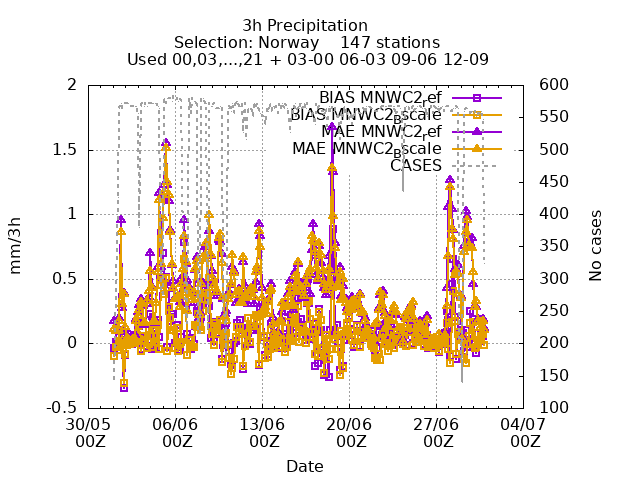 3h Precipitation
Selection: Norway 147 stations
Used 00,03,...,21 + 03-00 06-03 09-06 12-09
BIAS MNWC2_ref
BIAS MNWC2_Bscale
MAE MNWC2_ref
MAE MNWC2_Bscale
CASES
2
1.5
1
0.5
0
-0.5
mm/3h
600
550
500
450
400
350
300
250
200
150
100
No cases
30/05 06/06 13/06 20/06 27/06 04/07
00Z 00Z 00Z 00Z 00Z 00Z
Date